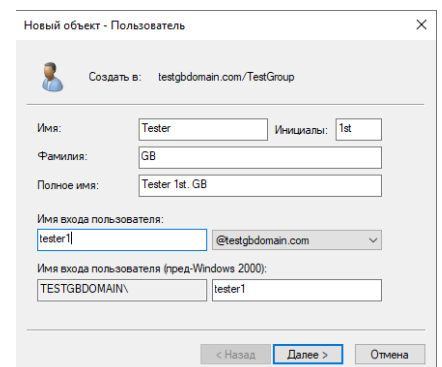 Новый объект - Пользователь
Создать в: testgbdomain.com/TestGroup
Имя: Tester Инициалы: 1st
Фамилия: GB
Полное имя: Tester 1st. GB
Имя входа пользователя:
tester1 @testgbdomain.com
Имя входа пользователя (пред-Windows 2000):
TESTGBDOMAIN\ tester1
< Назад Далее > Отмена